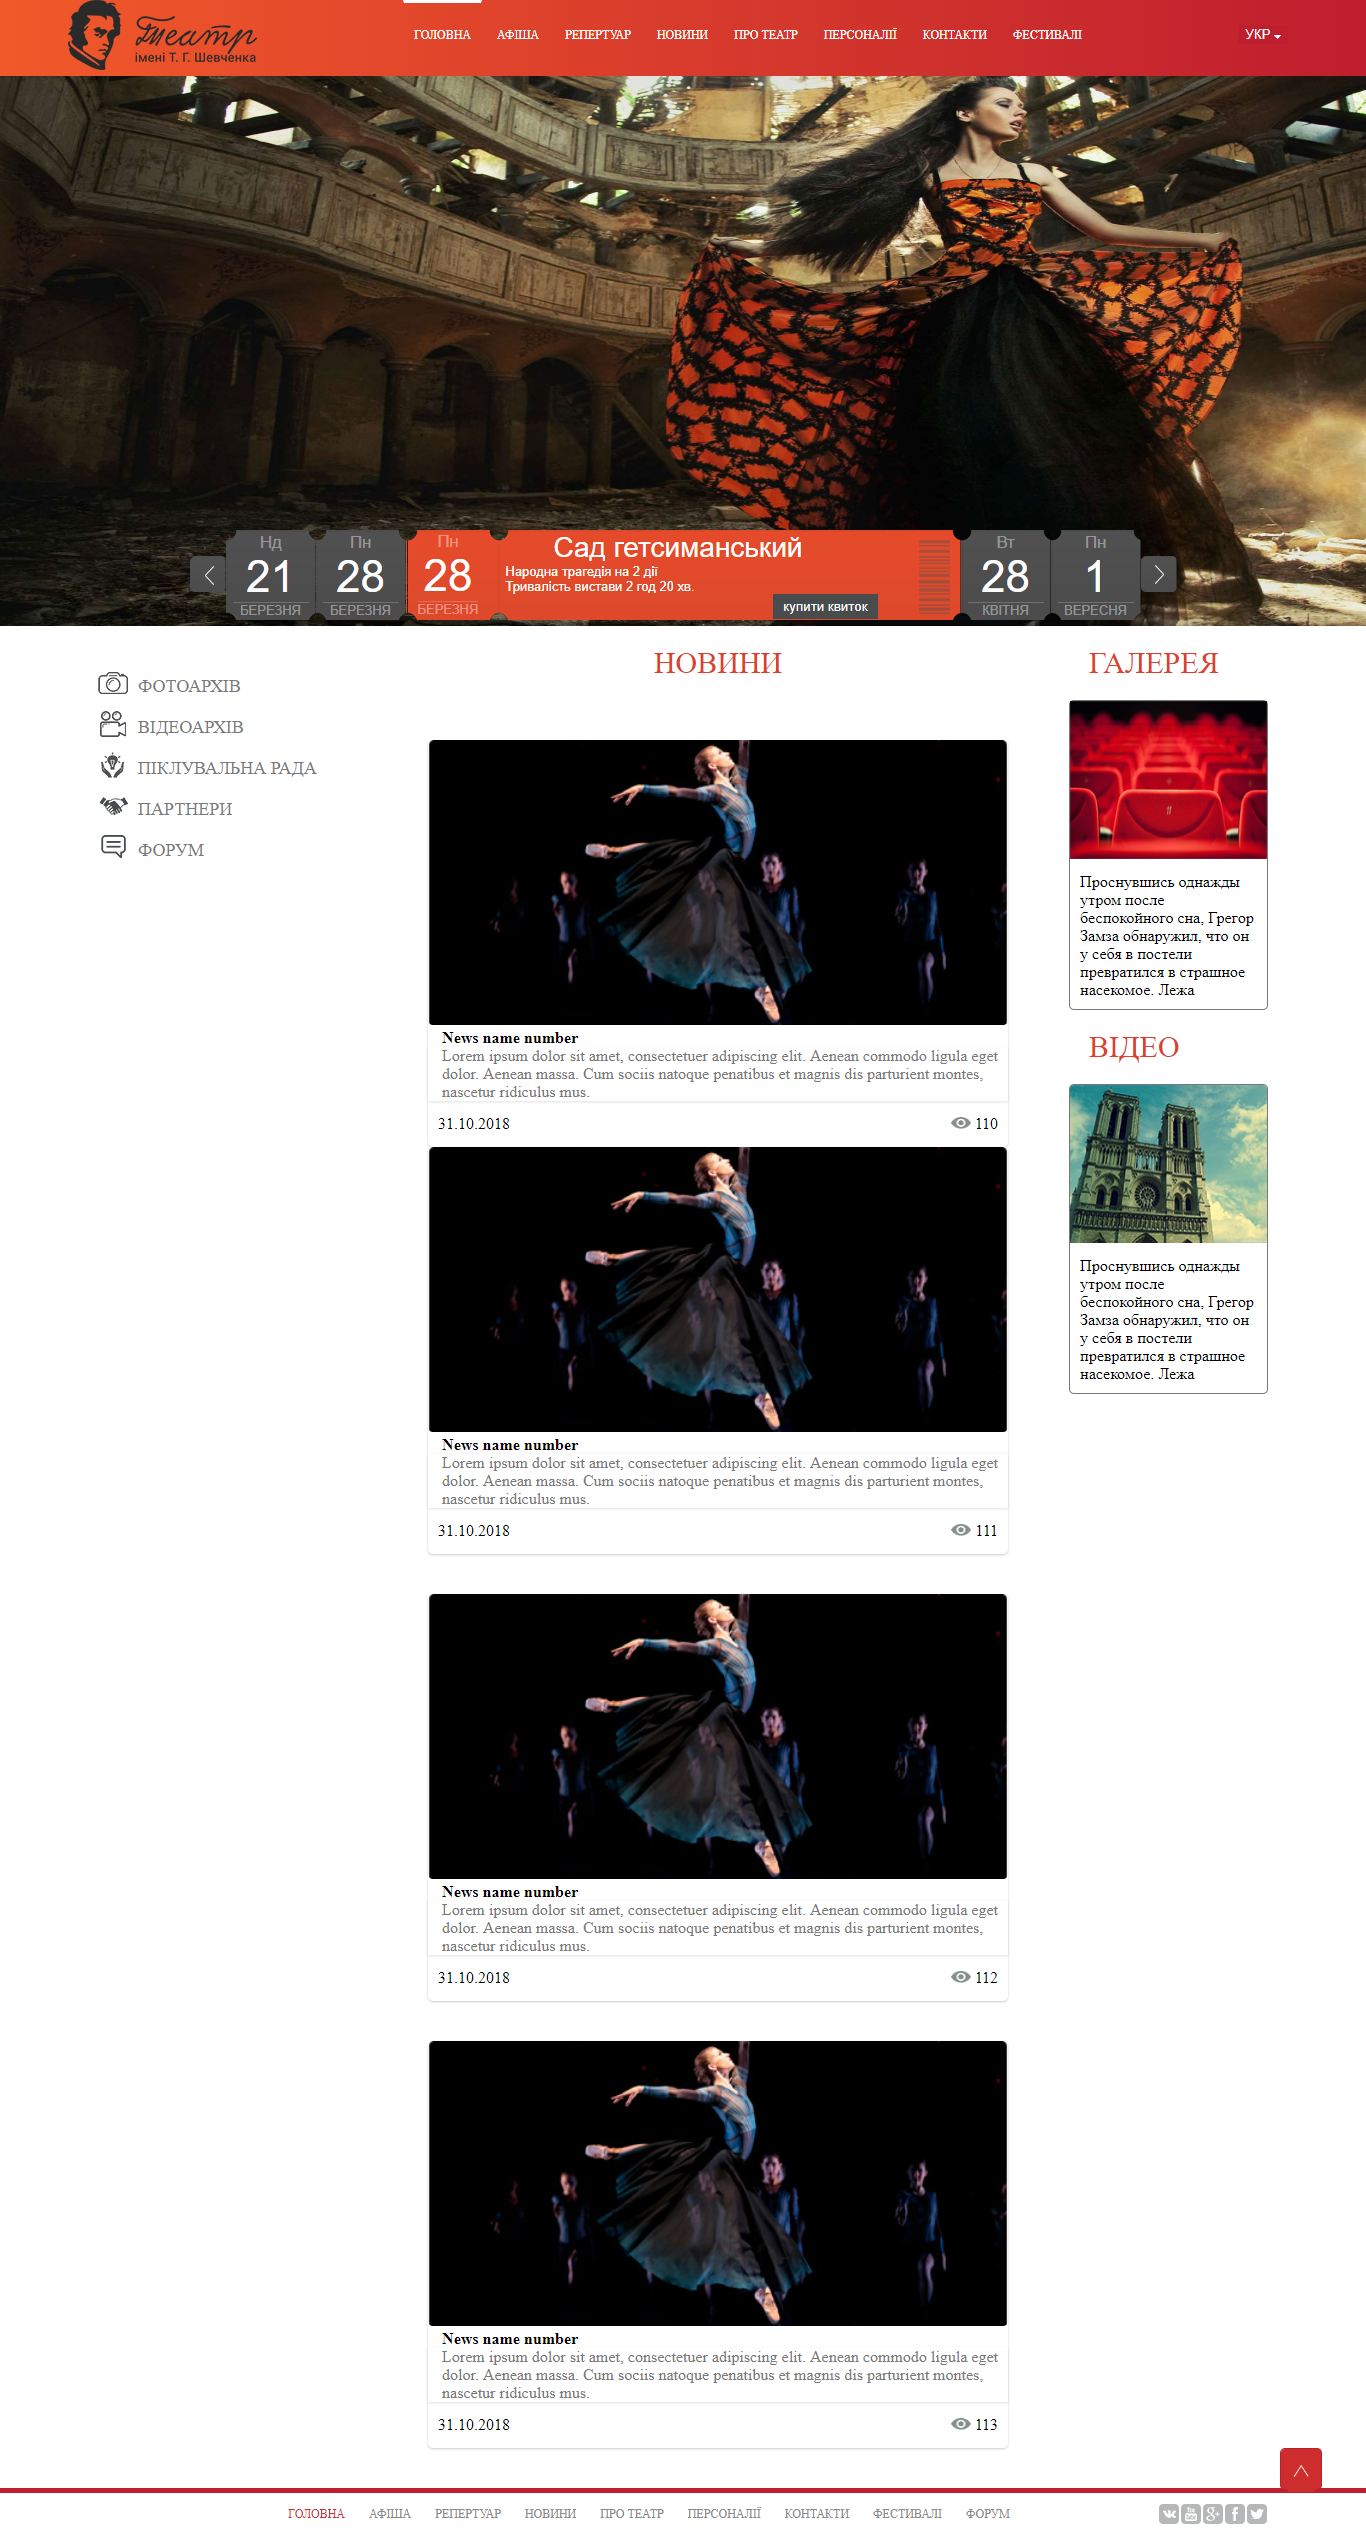 Театр
імені Т. Г. Шевченка
ГОЛОВНА АФІША РЕПЕРТУАР НОВИНИ ПРО ТЕАТР ПЕРСОНАЛІЇ КОНТАКТИ ФЕСТИВАЛІ
УКР
Нд
21
БЕРЕЗНЯ
Пн
28
БЕРЕЗНЯ
Пн
28
БЕРЕЗНЯ
Сад гетсиманський
Народна трагедія на 2 дії
Тривалість вистави 2 год 20 хв.
купити квиток
Вт
28
КВІТНЯ
Пн
1
ВЕРЕСНЯ
ФОТОАРХІВ
ВІДЕОАРХІВ
ПІКЛУВАЛЬНА РАДА
ПАРТНЕРИ
ФОРУМ
НОВИНИ
News name number
Lorem ipsum dolor sit amet, consectetuer adipiscing elit. Aenean commodo ligula eget
dolor. Aenean massa. Cum sociis natoque penatibus et magnis dis parturient montes,
nascetur ridiculus mus.
31.10.2018 110
News name number
Lorem ipsum dolor sit amet, consectetuer adipiscing elit. Aenean commodo ligula eget
dolor. Aenean massa. Cum sociis natoque penatibus et magnis dis parturient montes,
nascetur ridiculus mus.
31.10.2018 111
News name number
Lorem ipsum dolor sit amet, consectetuer adipiscing elit. Aenean commodo ligula eget
dolor. Aenean massa. Cum sociis natoque penatibus et magnis dis parturient montes,
nascetur ridiculus mus.
31.10.2018 112
News name number
Lorem ipsum dolor sit amet, consectetuer adipiscing elit. Aenean commodo ligula eget
dolor. Aenean massa. Cum sociis natoque penatibus et magnis dis parturient montes,
nascetur ridiculus mus.
31.10.2018 113
ГАЛЕРЕЯ
Проснувшись однажды
утром после
беспокойного сна, Грегор
Замза обнаружил, что он
у себя в постели
превратился в страшное
насекомое. Лежа
ВІДЕО
Проснувшись однажды
утром после
беспокойного сна, Грегор
Замза обнаружил, что он
у себя в постели
превратился в страшное
насекомое. Лежа
ГОЛОВНА АФІША РЕПЕРТУАР НОВИНИ ПРО ТЕАТР ПЕРСОНАЛІЇ КОНТАКТИ ФЕСТИВАЛІ ФОРУМ